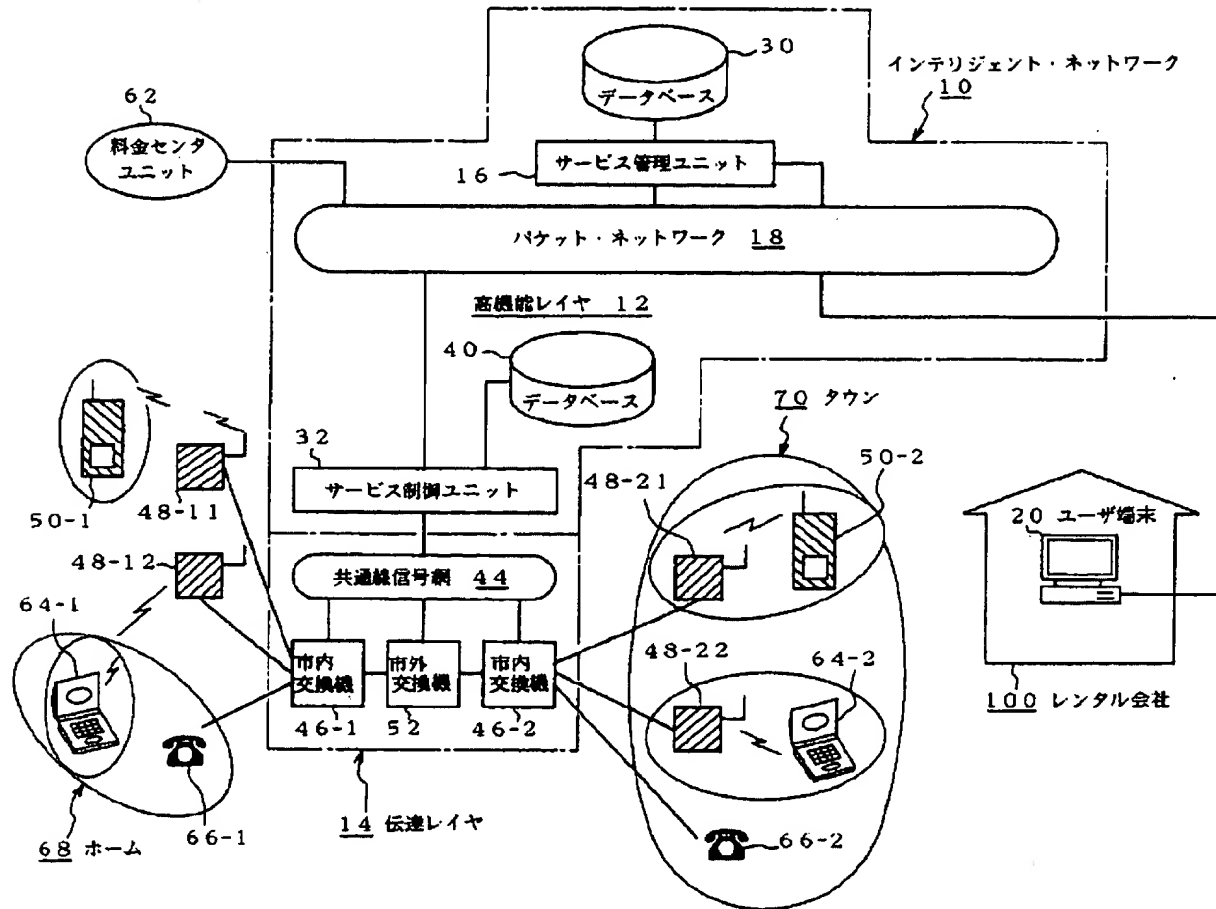 30
データベース
インテリジェント・ネットワーク
10
62
料金センタ
ユニット
サービス管理ユニット
16
パケット・ネットワーク 18
高機能レイヤ 12
40
データベース
70 タウン
32
サービス制御ユニット
50-1
48-11
48-21
50-2
20 ユーザ端末
48-12
共通線信号網 44
64-1
市内
交換機
市外
交換機
市内
交換機
48-22
64-2
46-1
52
46-2
100 レンタル会社
14 伝達レイヤ
66-1
68 ホーム
66-2